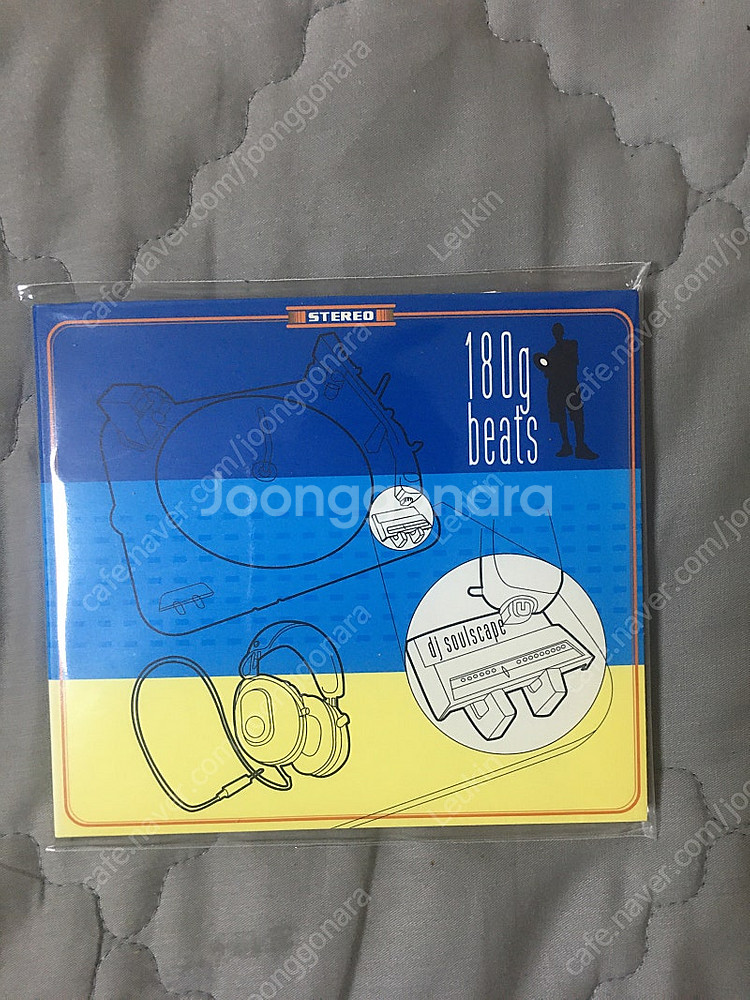 STEREO
180g
beats
dj soulscape
Joonggonara
Leukin
cafe.naver.com/joonggonara